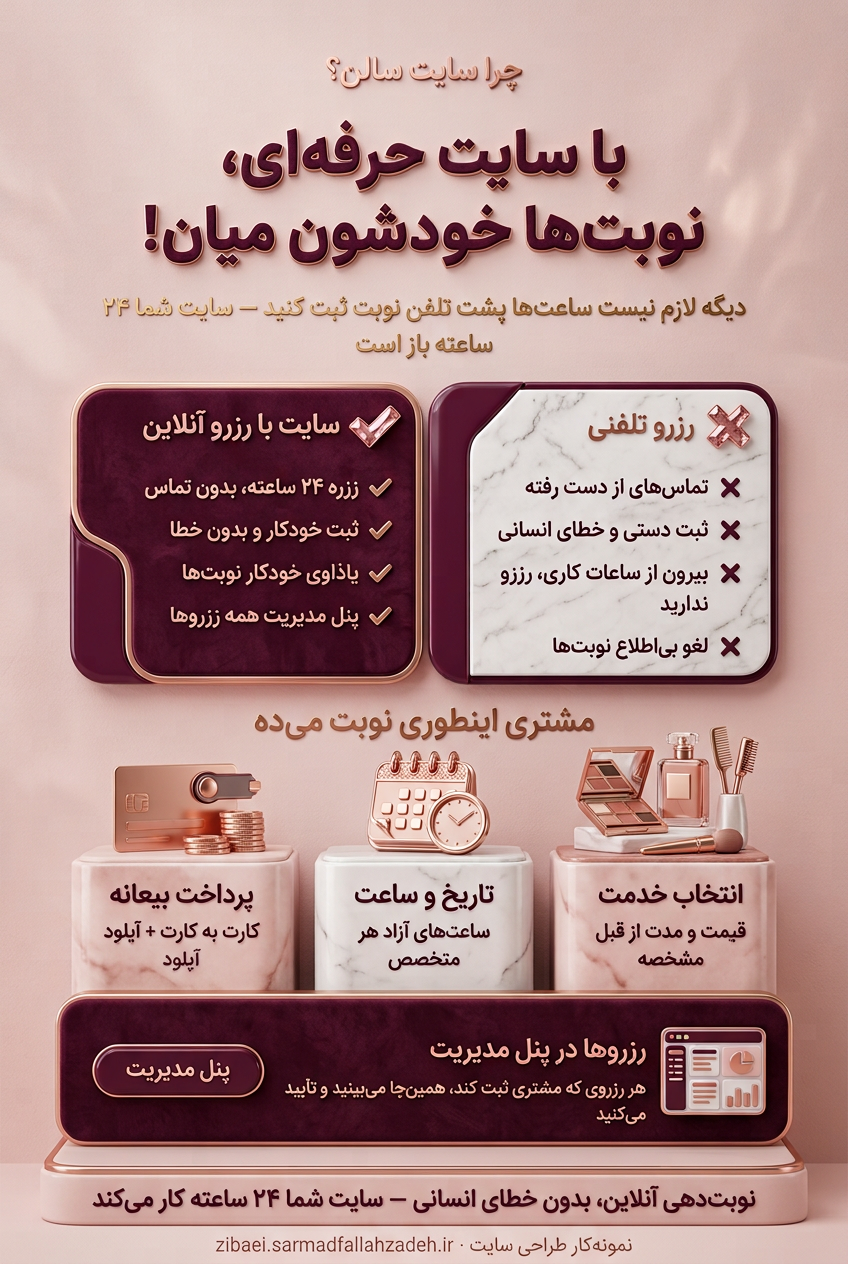 چرا سایت سالن؟
با سایت حرفه‌ای،
نوبت‌ها خودشون میان!
دیگه لازم نیست ساعت‌ها پشت تلفن نوبت ثبت کنید – سایت شما ۲۴
ساعته باز است
رزرو تلفنی
تماس‌های از دست رفته
ثبت دستی و خطای انسانی
بیرون از ساعات کاری، رززو
ندارید
لغو بی‌اطلاع نوبت‌ها
سایت با رزرو آنلاین
ززره ۲۴ ساعته، بدون تماس
ثبت خودکار و بدون خطا
یاذاوی خودکار نوبت‌ها
پنل مدیریت همه ززروها
مشتری اینطوری نوبت می‌ده
انتخاب خدمت
قیمت و مدت از قبل
مشخصه
تاریخ و ساعت
ساعت‌های آزاد هر
متخصص
پرداخت بیعانه
کارت به کارت + آیلود
آپلود
رزروها در پنل مدیریت
هر رزروی که مشتری ثبت کند، همین‌جا می‌بینید و تأیید
می‌کنید
پنل مدیریت
نوبت‌دهی آنلاین، بدون خطای انسانی – سایت شما ۲۴ ساعته کار می‌کند
نمونه‌کار طراحی سایت · zibaei.sarmadfallahzadeh.ir